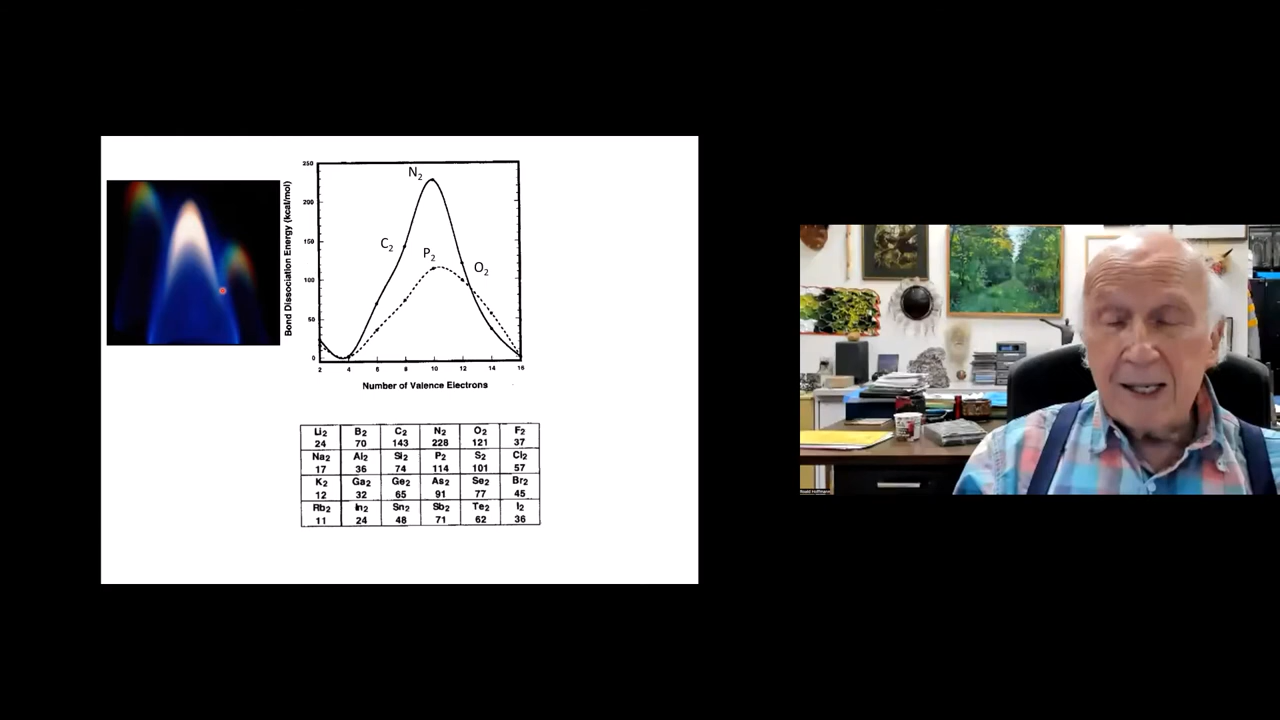 250
200
150
100
50
0
Bond Dissociation Energy (kcal/mol)
N2
C2
P2
O2
2 4 6 8 10 12 14 16
Number of Valence Electrons
Li2 B2 C2 N2 O2 F2
24 70 143 228 121 37
Na2 Al2 Si2 P2 S2 Cl2
17 36 74 114 101 57
K2 Ga2 Ge2 As2 Se2 Br2
12 32 65 91 77 45
Rb2 In2 Sn2 Sb2 Te2 I2
11 24 48 71 62 36
Roald Hoffmann